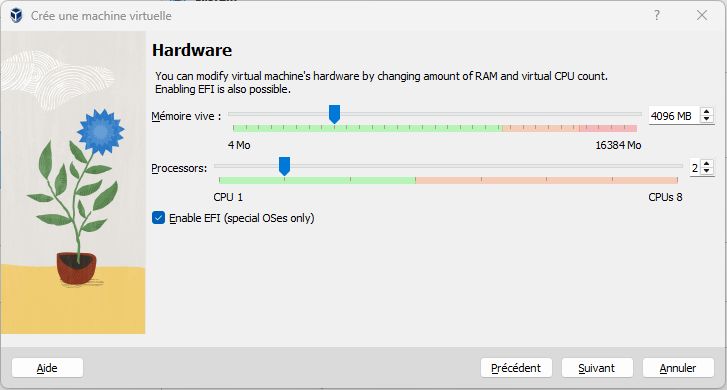 Crée une machine virtuelle
?
Hardware
You can modify virtual machine's hardware by changing amount of RAM and virtual CPU count.
Enabling EFI is also possible.
Mémoire vive :
4096 MB
4 Mo
16384 Mo
Processors:
2
CPU 1
CPUs 8
Enable EFI (special OSes only)
Aide
Précédent
Suivant
Annuler